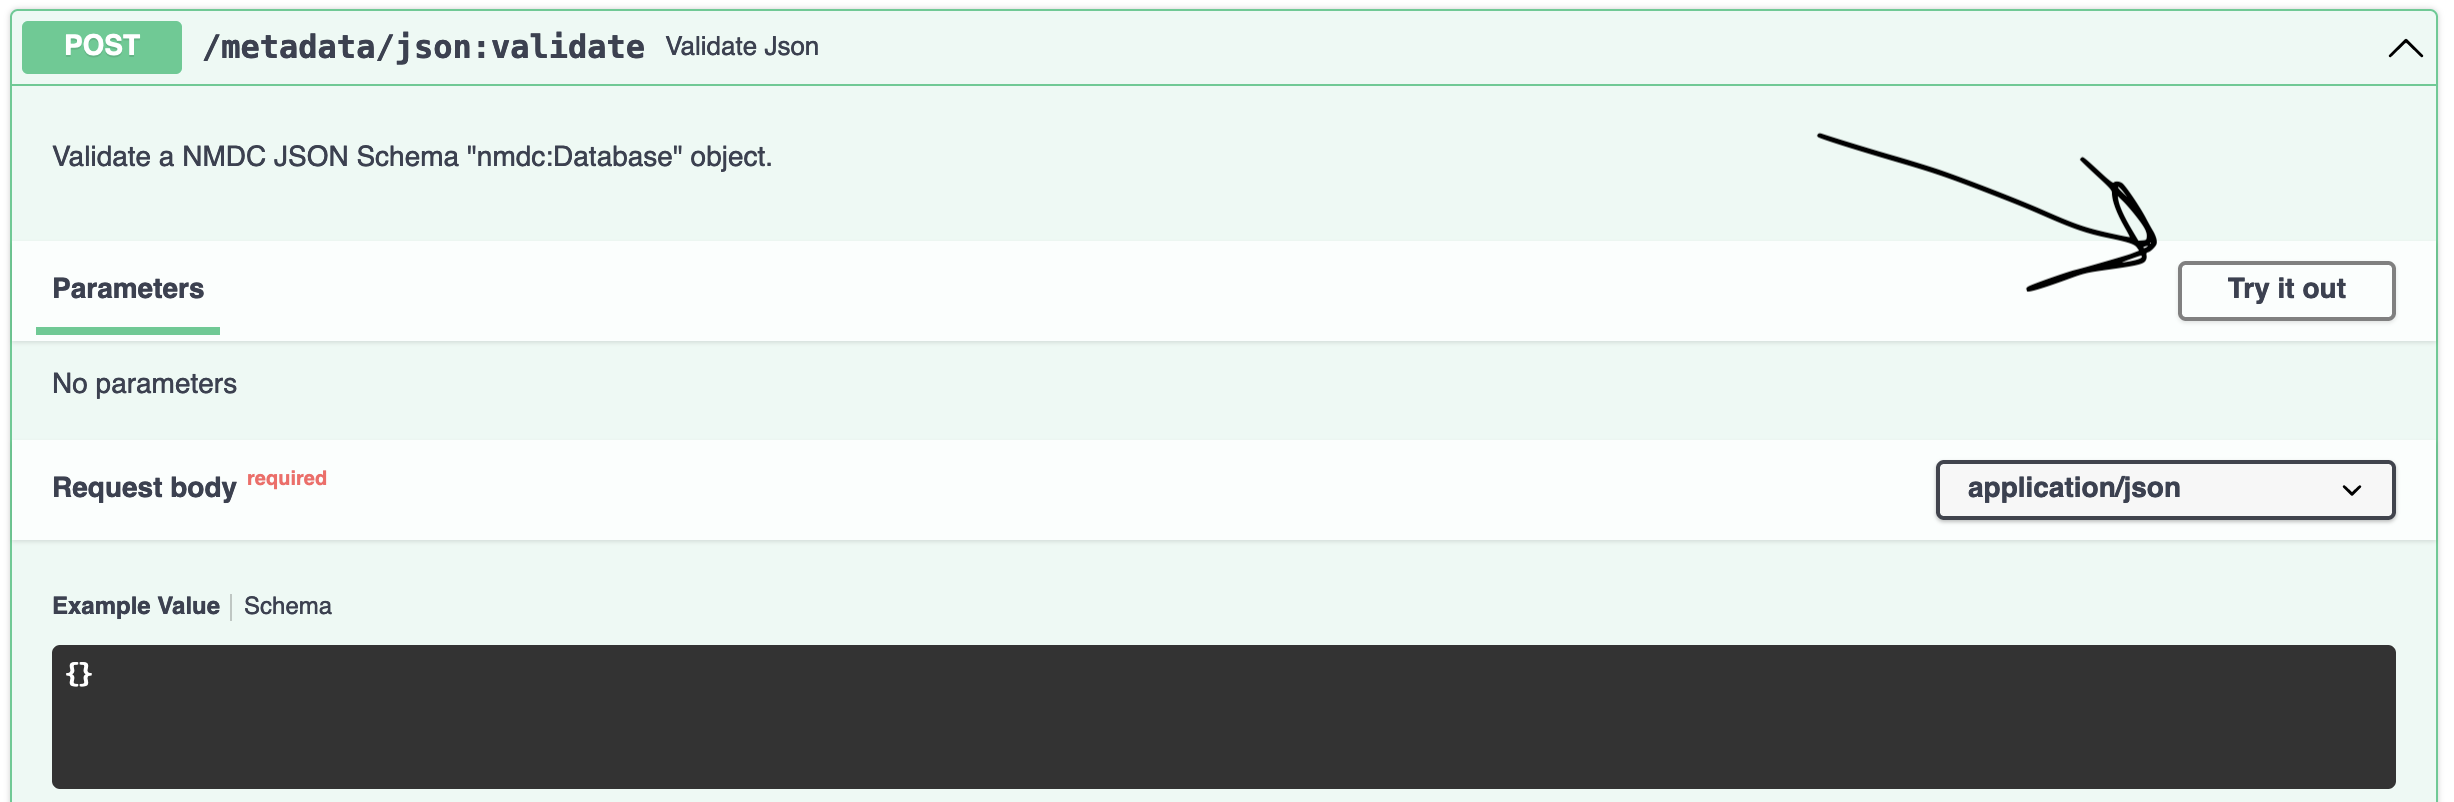 POST /metadata/json:validate Validate Json
Validate a NMDC JSON Schema "nmdc:Database" object.
Parameters
Try it out
No parameters
Request body required
application/json
Example Value | Schema
{}